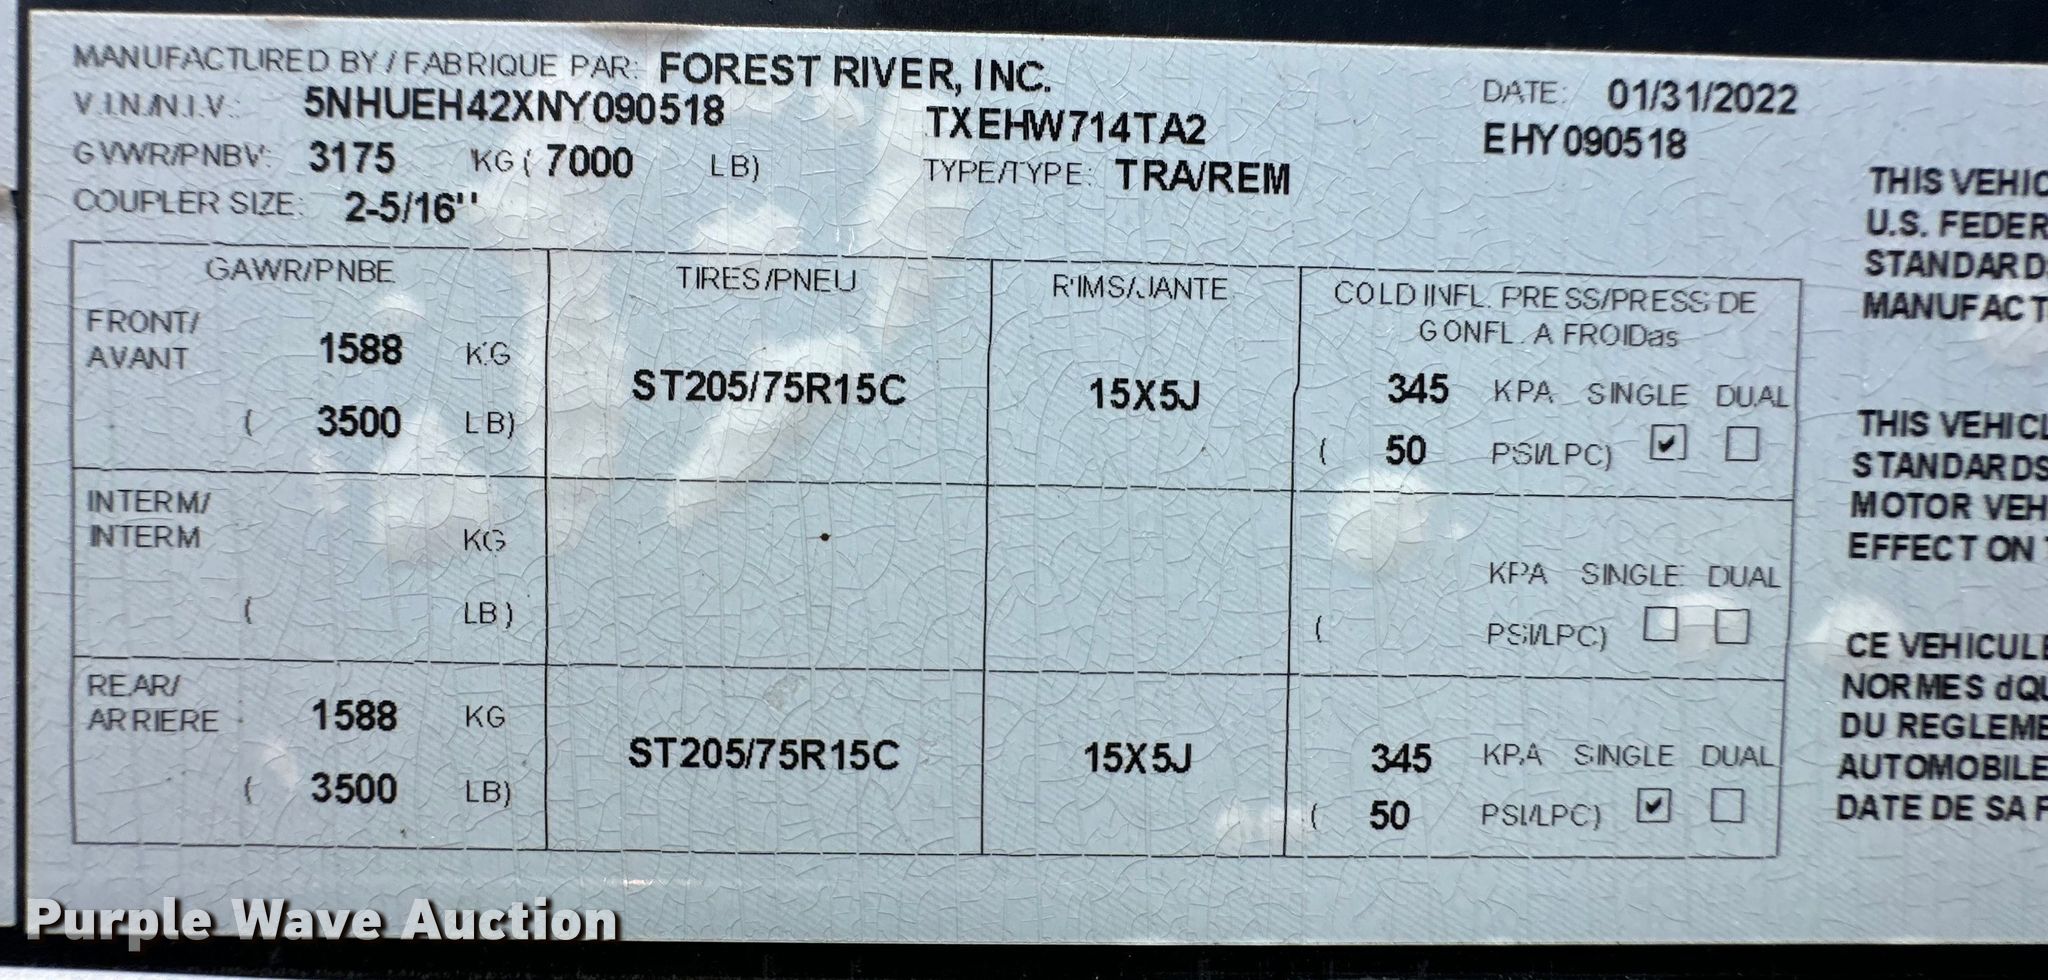 MANUFACTURED BY / FABRIQUE PAR: FOREST RIVER, INC.
DATE: 01/31/2022
V.I.N./N.I.V.: 5NHUEH42XNY090518 TXEHW714TA2 EHY090518
GVWR/PNBV: 3175 KG ( 7000 LB) TYPE/TYPE: TRA/REM
COUPLER SIZE: 2-5/16''
GAWR/PNBE TIRES/PNEU RIMS/JANTE COLD INFL. PRESS/PRESS DE
GONFL. A FROIDas
FRONT/
AVANT 1588 KG
( 3500 LB)
ST205/75R15C 15X5J 345 KPA SINGLE DUAL
( 50 PSI/LPC)
INTERM/
INTERM KG
( LB)
KPA SINGLE DUAL
( PSI/LPC)
REAR/
ARRIERE 1588 KG
( 3500 LB)
ST205/75R15C 15X5J 345 KPA SINGLE DUAL
( 50 PSI/LPC)
THIS VEHIC
U.S. FEDER
STANDARD
MANUFACT
THIS VEHICL
STANDARDS
MOTOR VEH
EFFECT ON
CE VEHICULE
NORMES dQU
DU REGLEME
AUTOMOBILE
DATE DE SA F
Purple Wave Auction